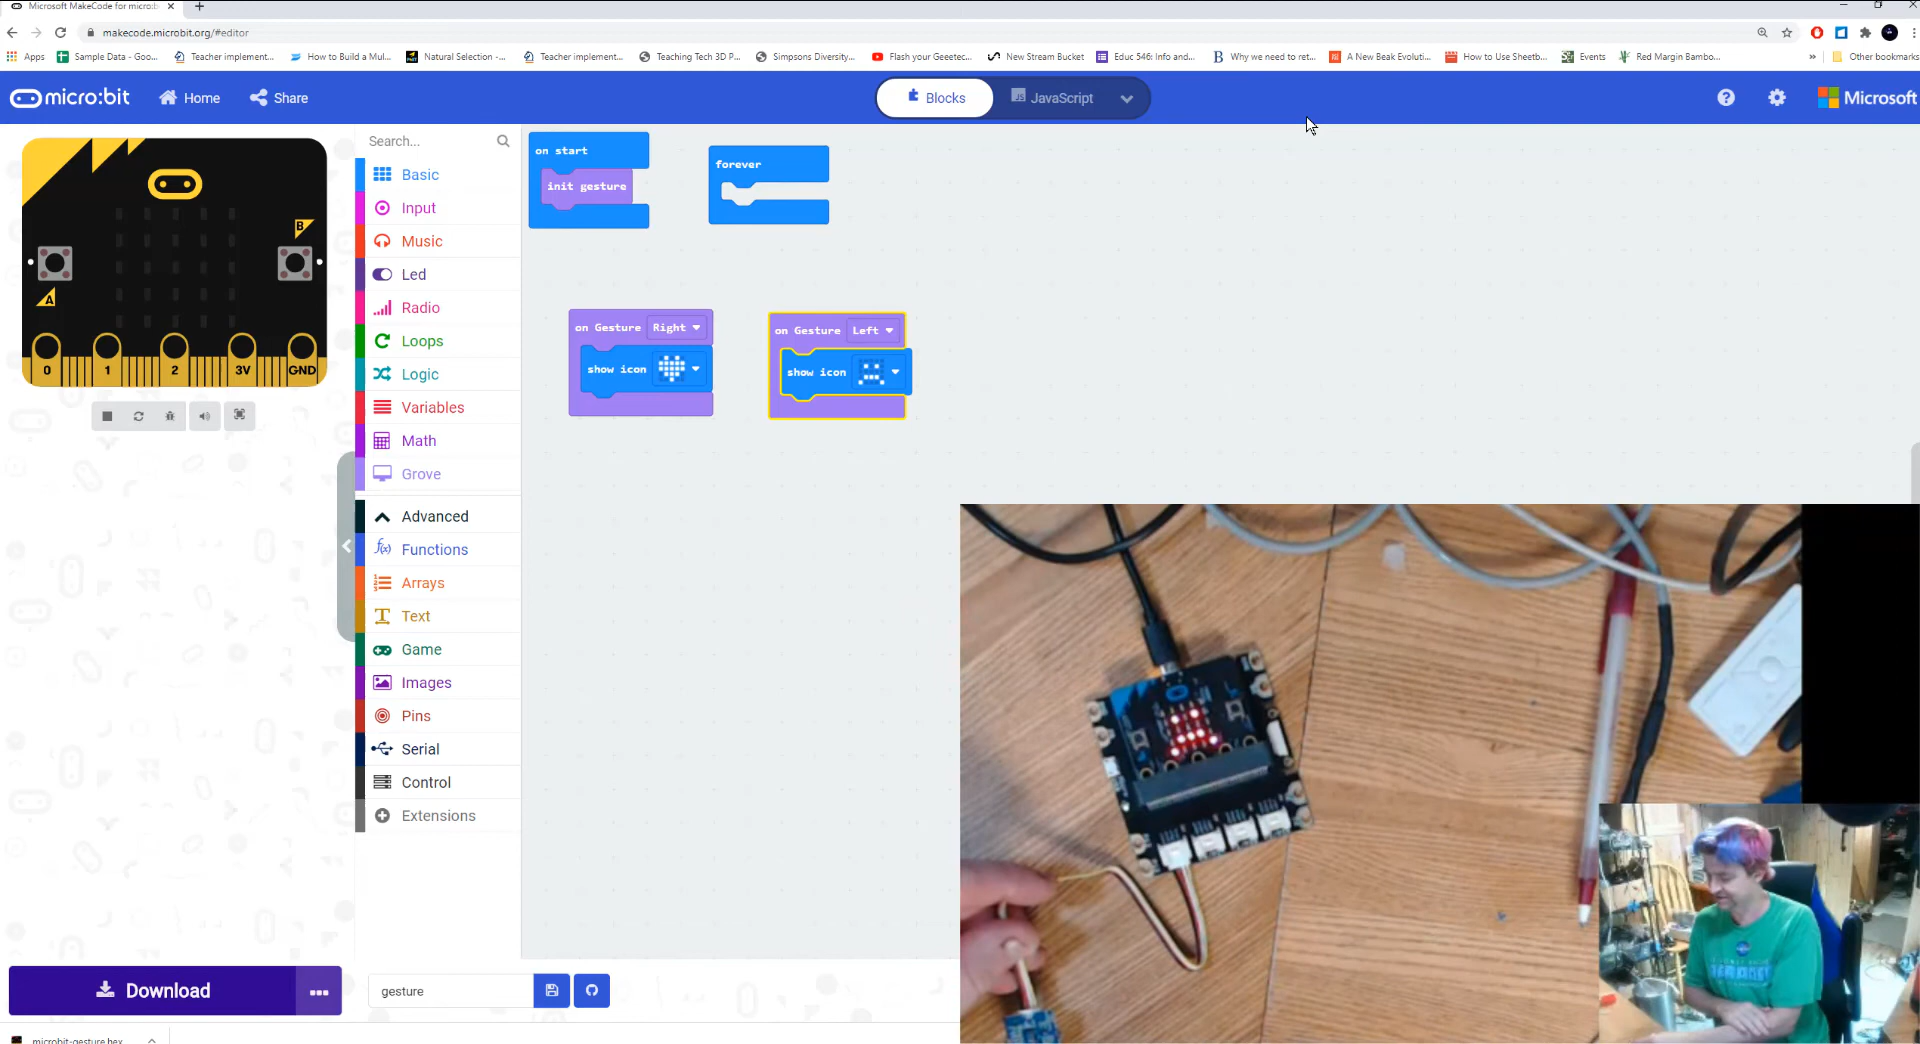 Microsoft MakeCode for micro:b
makecode.microbit.org/#editor
Apps
Sample Data - Goo...
Teacher implement...
How to Build a Mul...
Natural Selection -...
Teacher implement...
Teaching Tech 3D P...
Simpsons Diversity...
Flash your Geeetec...
New Stream Bucket
Educ 546: Info and...
Why we need to ret...
A New Beak Evoluti...
How to Use Sheetb...
Events
Red Margin Bambo...
»
Other bookmarks
micro:bit
Home
Share
Blocks
JavaScript
Microsoft
B
A
0
1
2
3V
GND
Search...
Basic
Input
Music
Led
Radio
Loops
Logic
Variables
Math
Grove
Advanced
Functions
Arrays
Text
Game
Images
Pins
Serial
Control
Extensions
on start
init gesture
forever
on Gesture Right
show icon
on Gesture Left
show icon
Download
...
gesture
microbit-gesture.hex